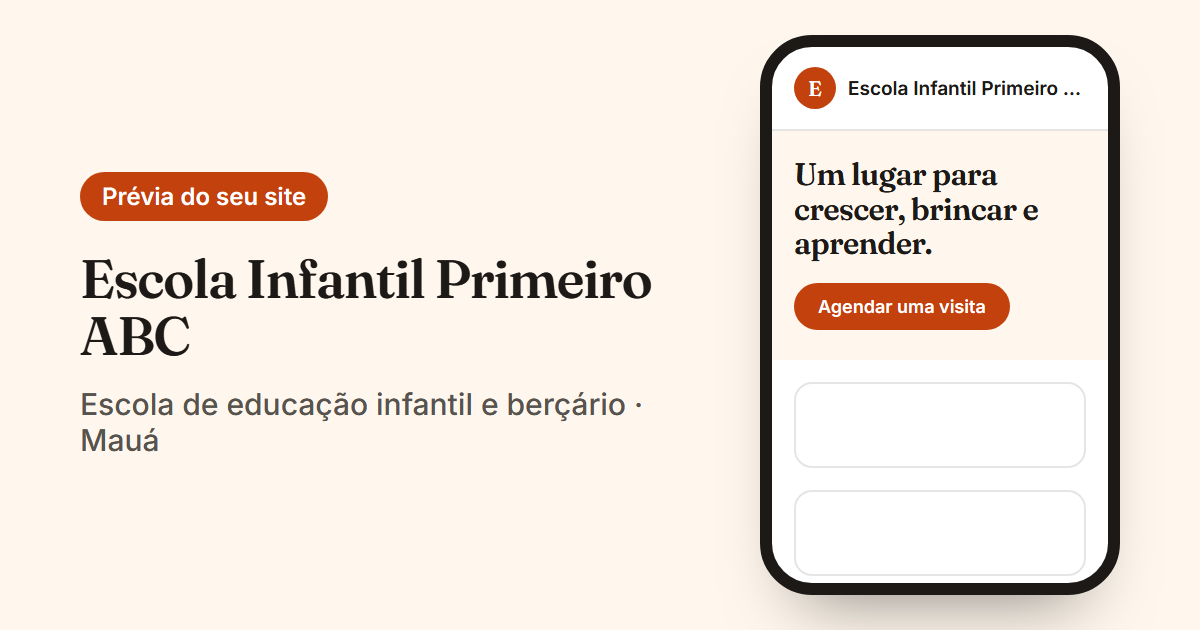 Prévia do seu site
Escola Infantil Primeiro
ABC
Escola de educação infantil e berçário ·
Mauá
E
Escola Infantil Primeiro ...
Um lugar para
crescer, brincar e
aprender.
Agendar uma visita